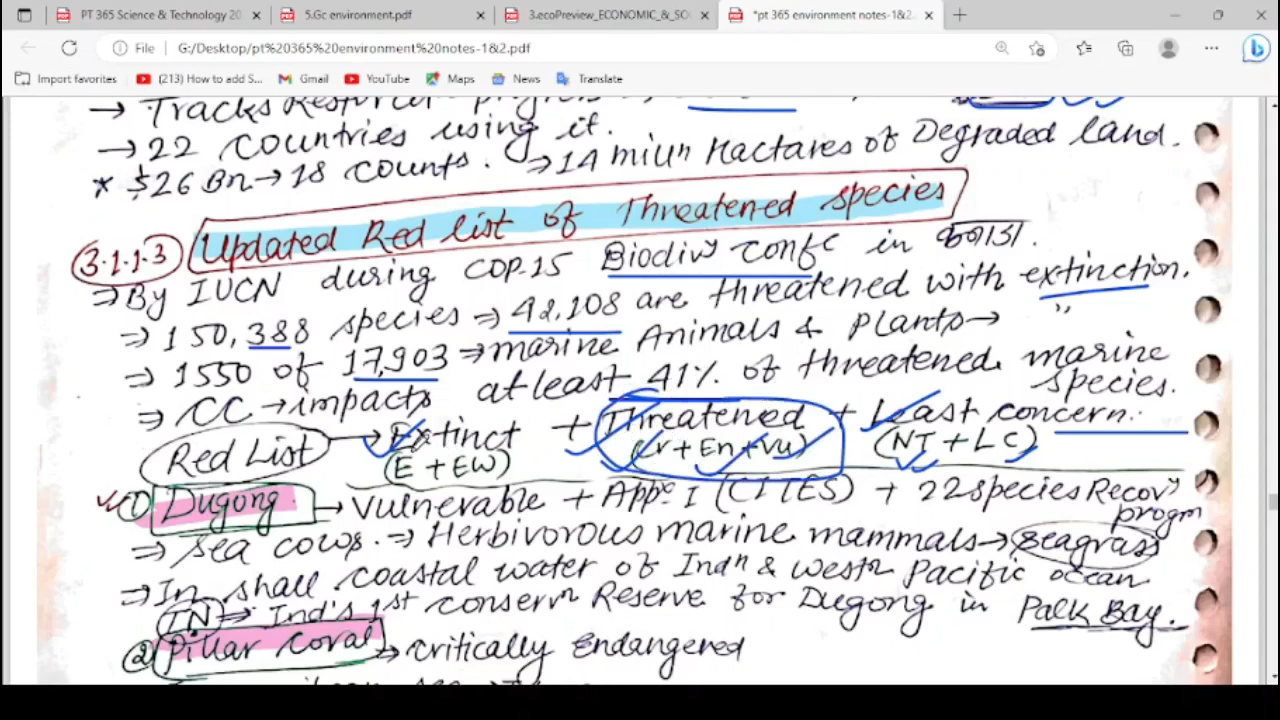 PT 365 Science & Technology 20
5.Gc environment.pdf
3.ecoPreview_ECONOMIC_&_SO
*pt 365 environment notes-1&2.
File
G:/Desktop/pt%20365%20environment%20notes-1&2.pdf
Import favorites
(213) How to add S...
Gmail
YouTube
Maps
News
Translate
→ Tracks
→ 22 countries using it.
* $26 Bn → 18 counts. → 14 Hactares of Degraded land.
3.1.1.3 Updated Red list of Threatened species
⇒ By IUCN during COP-15 Biodivy confc in कनाडा.
⇒ 150,388 species ⇒ 42,108 are threatened with extinction.
⇒ 1550 of 17,903 ⇒ marine Animals & Plants → "
⇒ CC → impacts at least 41% of threatened marine species.
Red List → Extinct + Threatened + Least concern.
(E + EW) (Cr + En + Vu) (NT + LC)
① Dugong → Vulnerable + Appx I (CITES) + 22 species Recovy progm
⇒ Sea cows. ⇒ Herbivorous marine mammals → seagrass
⇒ In shall coastal water of Indn & westn Pacific ocean
IN ⇒ Ind's 1st conservn Reserve for Dugong in Palk Bay.
② Pillar coral → critically Endangered